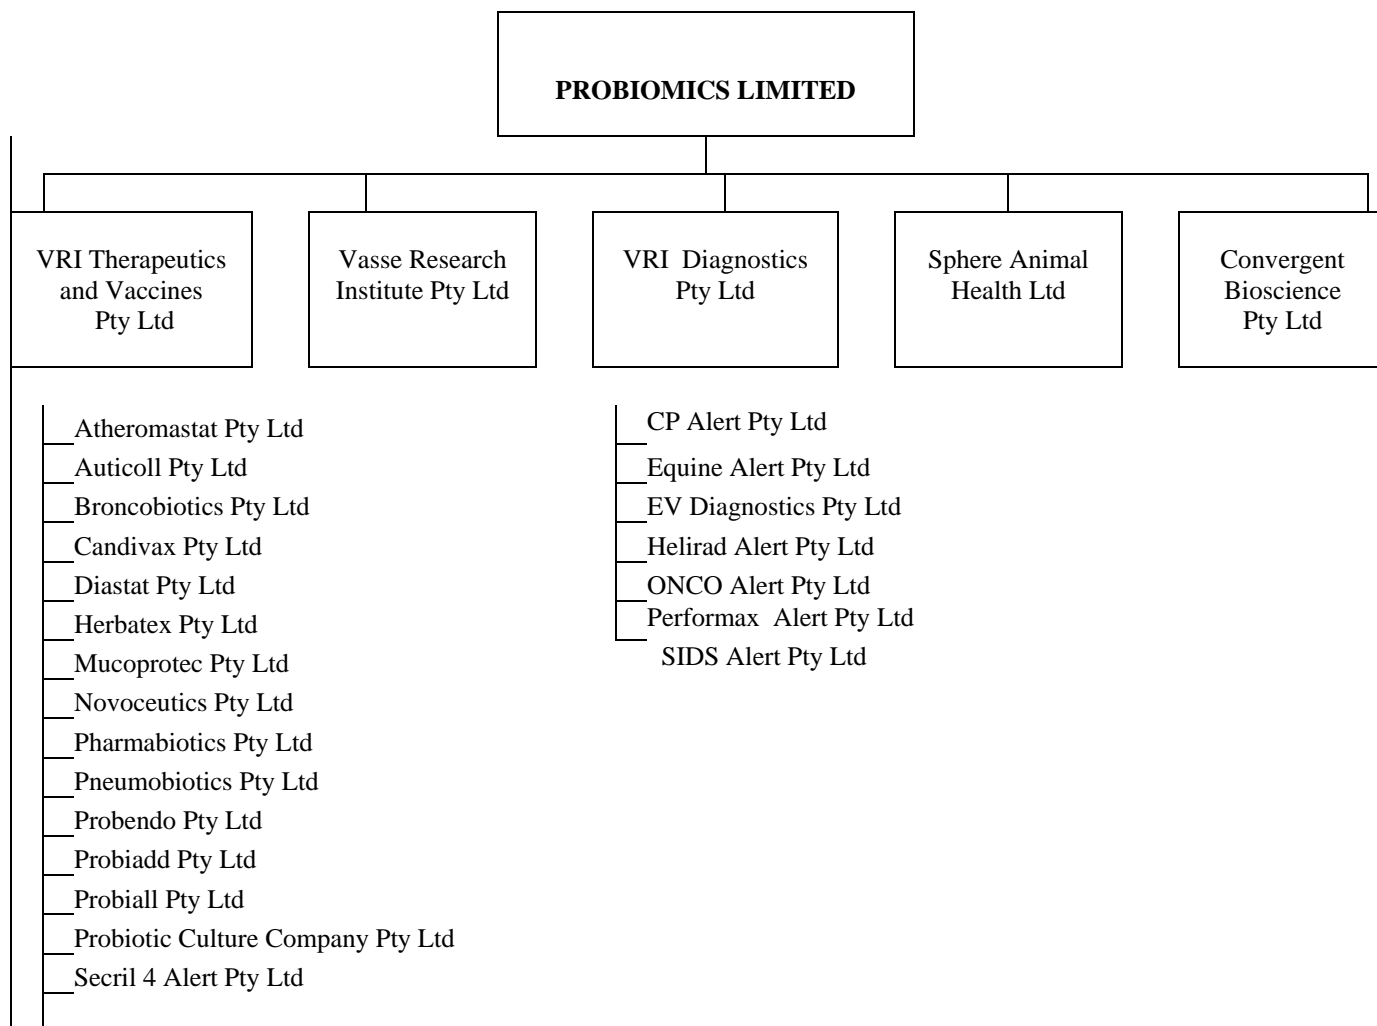 PROBIOMICS LIMITED
VRI Therapeutics
and Vaccines
Pty Ltd
Vasse Research
Institute Pty Ltd
VRI Diagnostics
Pty Ltd
Sphere Animal
Health Ltd
Convergent
Bioscience
Pty Ltd
Atheromastat Pty Ltd
Auticoll Pty Ltd
Broncobiotics Pty Ltd
Candivax Pty Ltd
Diastat Pty Ltd
Herbatex Pty Ltd
Mucoprotec Pty Ltd
Novoceutics Pty Ltd
Pharmabiotics Pty Ltd
Pneumobiotics Pty Ltd
Probendo Pty Ltd
Probiadd Pty Ltd
Probiall Pty Ltd
Probiotic Culture Company Pty Ltd
Secril 4 Alert Pty Ltd
CP Alert Pty Ltd
Equine Alert Pty Ltd
EV Diagnostics Pty Ltd
Helirad Alert Pty Ltd
ONCO Alert Pty Ltd
Performax Alert Pty Ltd
SIDS Alert Pty Ltd